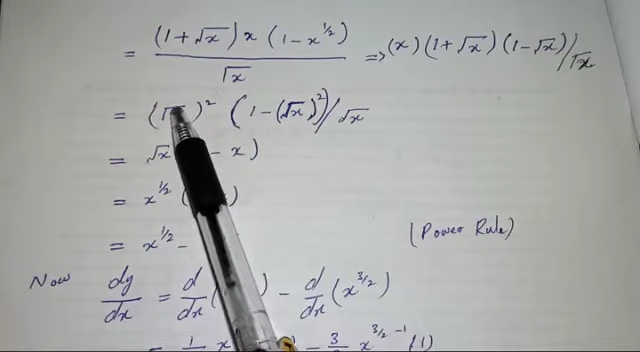 = (1+√x) x (1-x^{1/2}) / √x => (x)(1+√x)(1-√x)/√x
= (√ )² (1-(√x)²)/√x
= √x - x)
= x^{1/2} ( )
= x^{1/2} -
(Power Rule)
Now dy/dx = d/dx ( ) - d/dx (x^{3/2})
= 1 x - 3 x^{3/2 -1} (1)